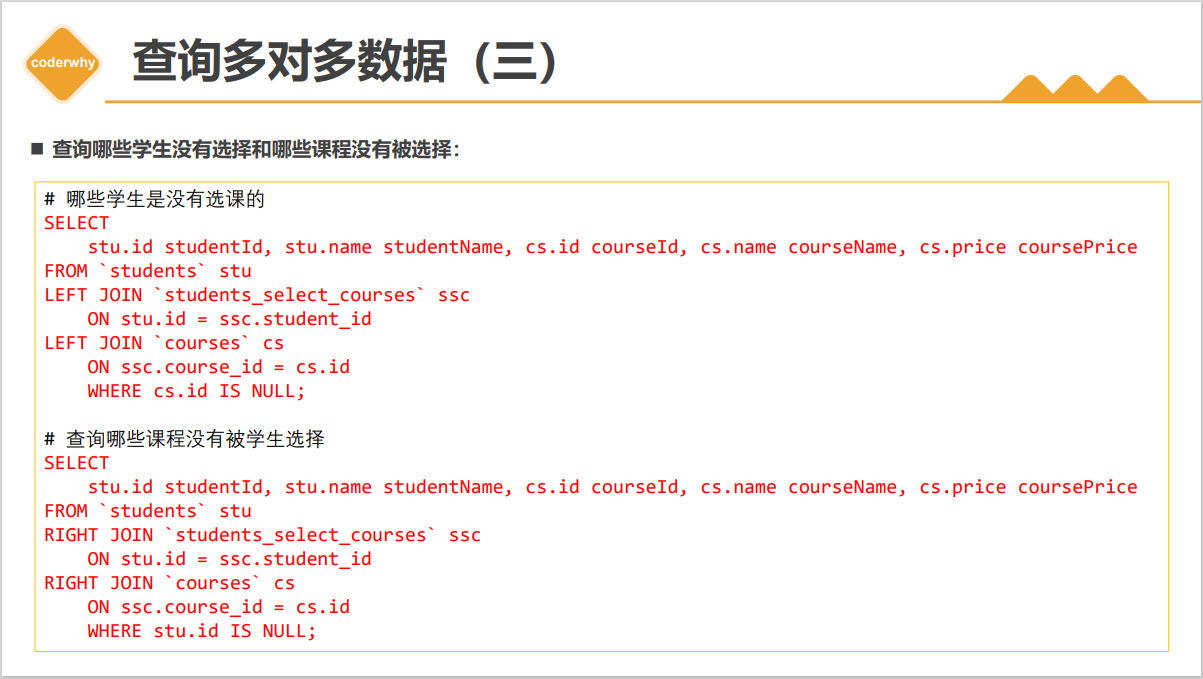 coderwhy
查询多对多数据（三）
查询哪些学生没有选择和哪些课程没有被选择：
# 哪些学生是没有选课的
SELECT
    stu.id studentId, stu.name studentName, cs.id courseId, cs.name courseName, cs.price coursePrice
FROM `students` stu
LEFT JOIN `students_select_courses` ssc
    ON stu.id = ssc.student_id
LEFT JOIN `courses` cs
    ON ssc.course_id = cs.id
    WHERE cs.id IS NULL;
# 查询哪些课程没有被学生选择
SELECT
    stu.id studentId, stu.name studentName, cs.id courseId, cs.name courseName, cs.price coursePrice
FROM `students` stu
RIGHT JOIN `students_select_courses` ssc
    ON stu.id = ssc.student_id
RIGHT JOIN `courses` cs
    ON ssc.course_id = cs.id
    WHERE stu.id IS NULL;